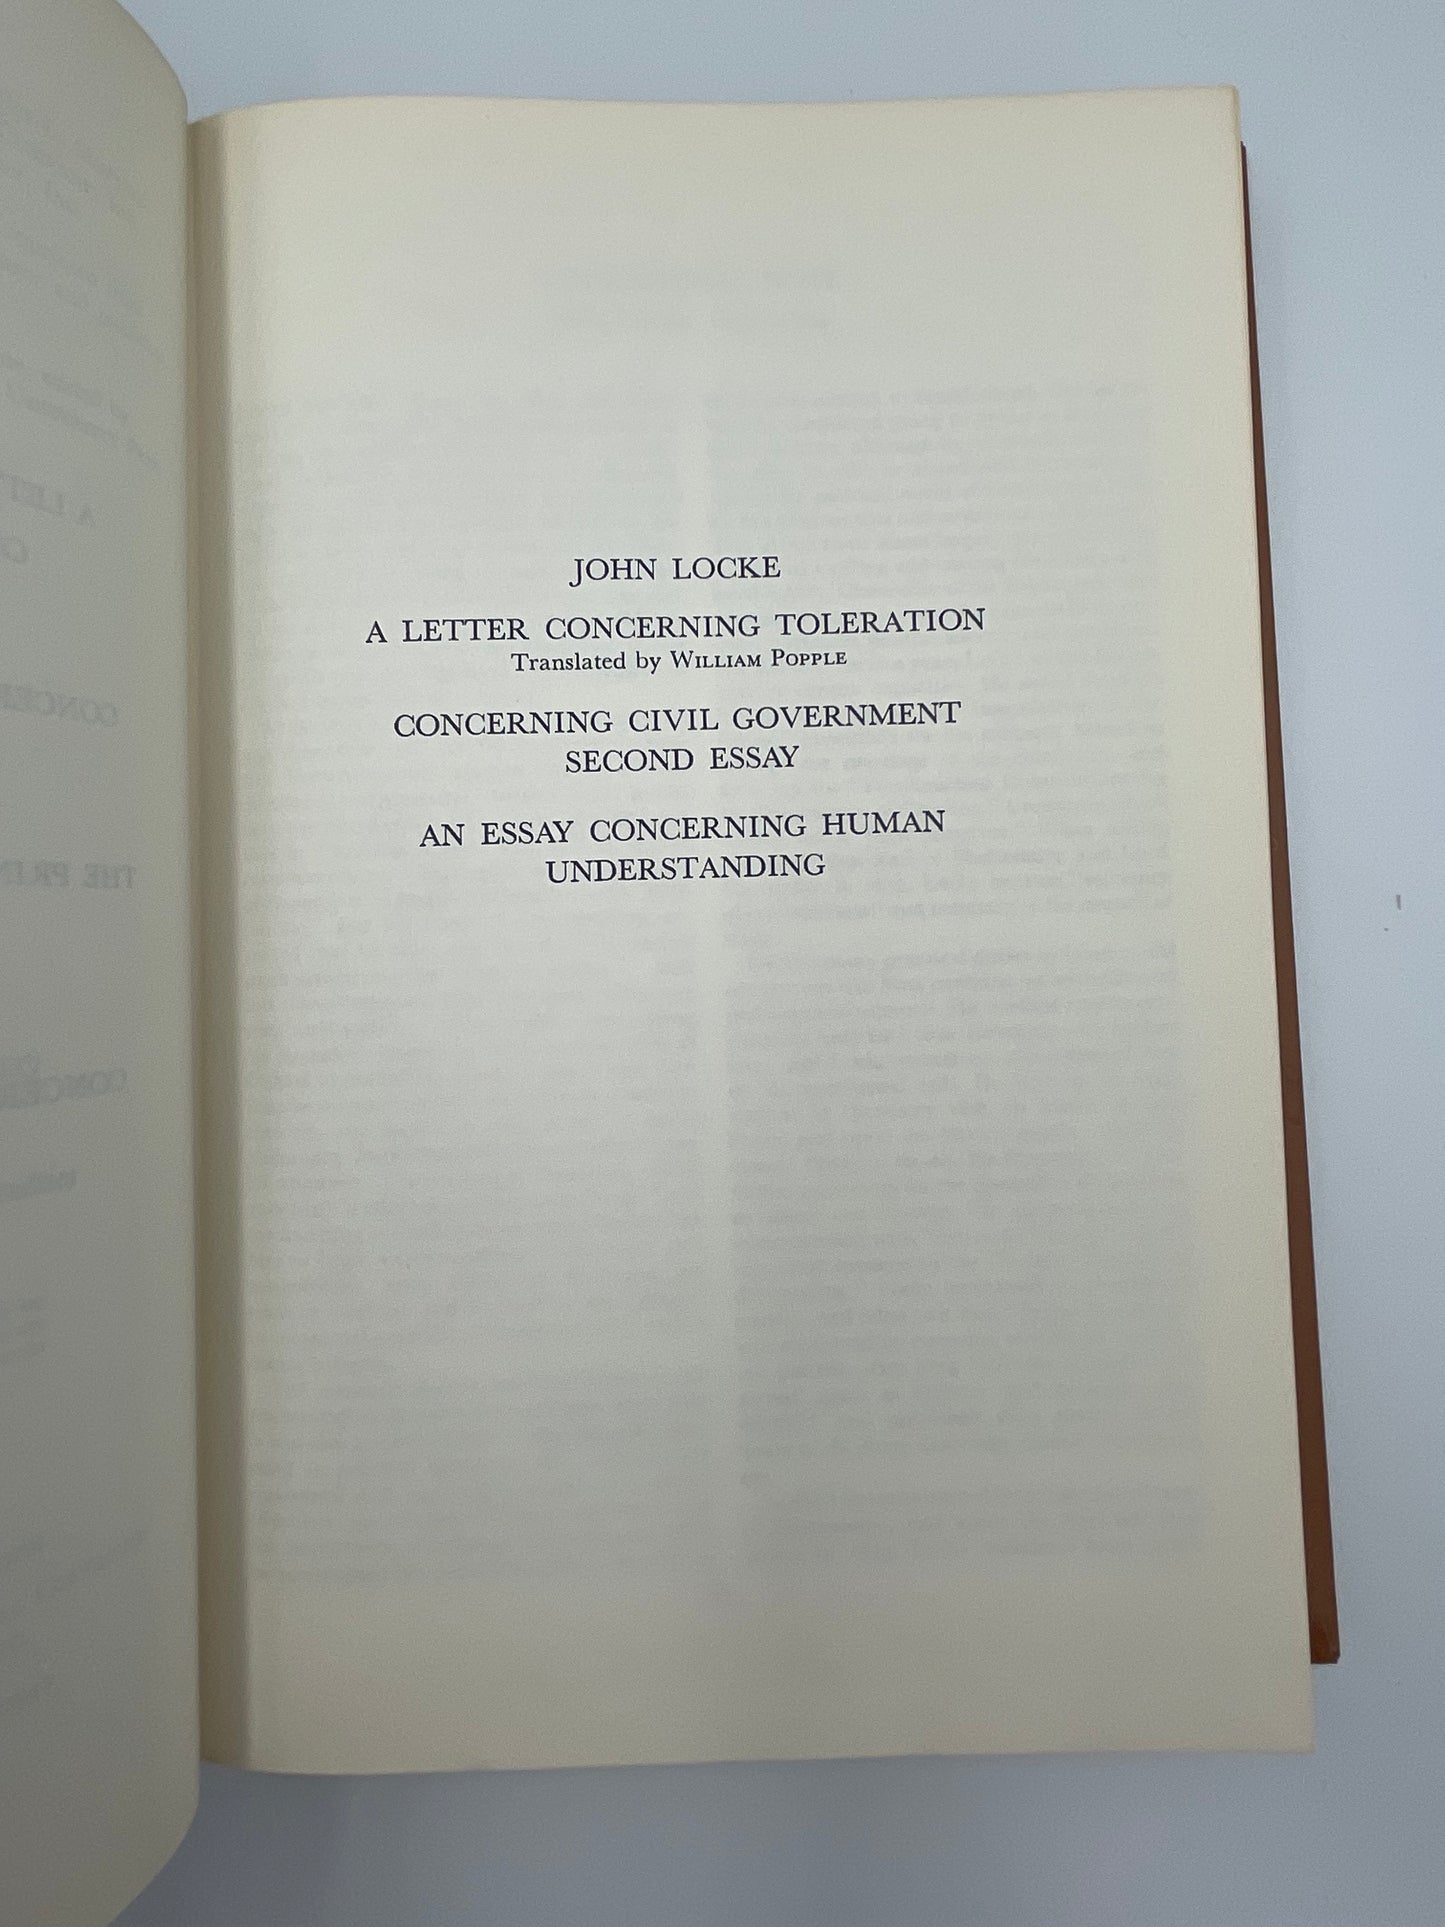 JOHN LOCKE
A LETTER CONCERNING TOLERATION
Translated by WILLIAM POPPLE
CONCERNING CIVIL GOVERNMENT
SECOND ESSAY
AN ESSAY CONCERNING HUMAN
UNDERSTANDING